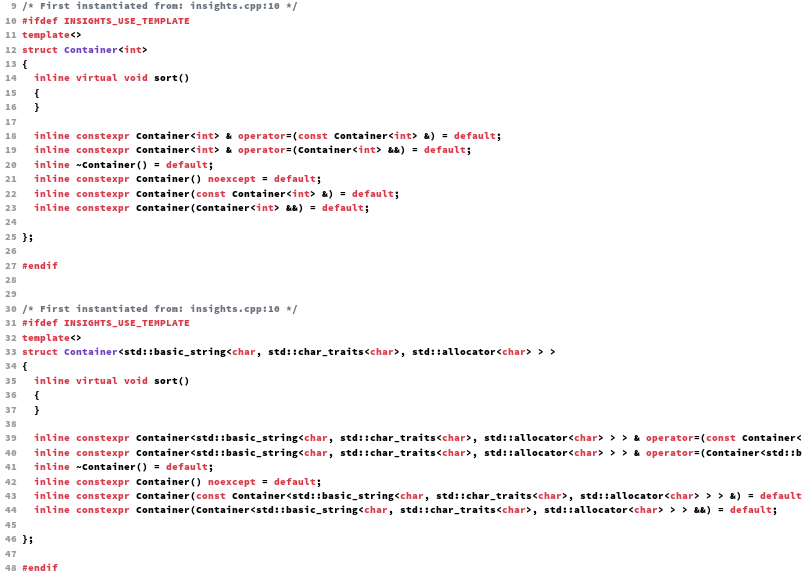 9 /* First instantiated from: insights.cpp:10 */
10 #ifdef INSIGHTS_USE_TEMPLATE
11 template<>
12 struct Container<int>
13 {
14   inline virtual void sort()
15   {
16   }
17
18   inline constexpr Container<int> & operator=(const Container<int> &) = default;
19   inline constexpr Container<int> & operator=(Container<int> &&) = default;
20   inline ~Container() = default;
21   inline constexpr Container() noexcept = default;
22   inline constexpr Container(const Container<int> &) = default;
23   inline constexpr Container(Container<int> &&) = default;
24
25 };
26
27 #endif
28
29
30 /* First instantiated from: insights.cpp:10 */
31 #ifdef INSIGHTS_USE_TEMPLATE
32 template<>
33 struct Container<std::basic_string<char, std::char_traits<char>, std::allocator<char> > >
34 {
35   inline virtual void sort()
36   {
37   }
38
39   inline constexpr Container<std::basic_string<char, std::char_traits<char>, std::allocator<char> > > & operator=(const Container<
40   inline constexpr Container<std::basic_string<char, std::char_traits<char>, std::allocator<char> > > & operator=(Container<std::b
41   inline ~Container() = default;
42   inline constexpr Container() noexcept = default;
43   inline constexpr Container(const Container<std::basic_string<char, std::char_traits<char>, std::allocator<char> > > &) = default
44   inline constexpr Container(Container<std::basic_string<char, std::char_traits<char>, std::allocator<char> > > &&) = default;
45
46 };
47
48 #endif